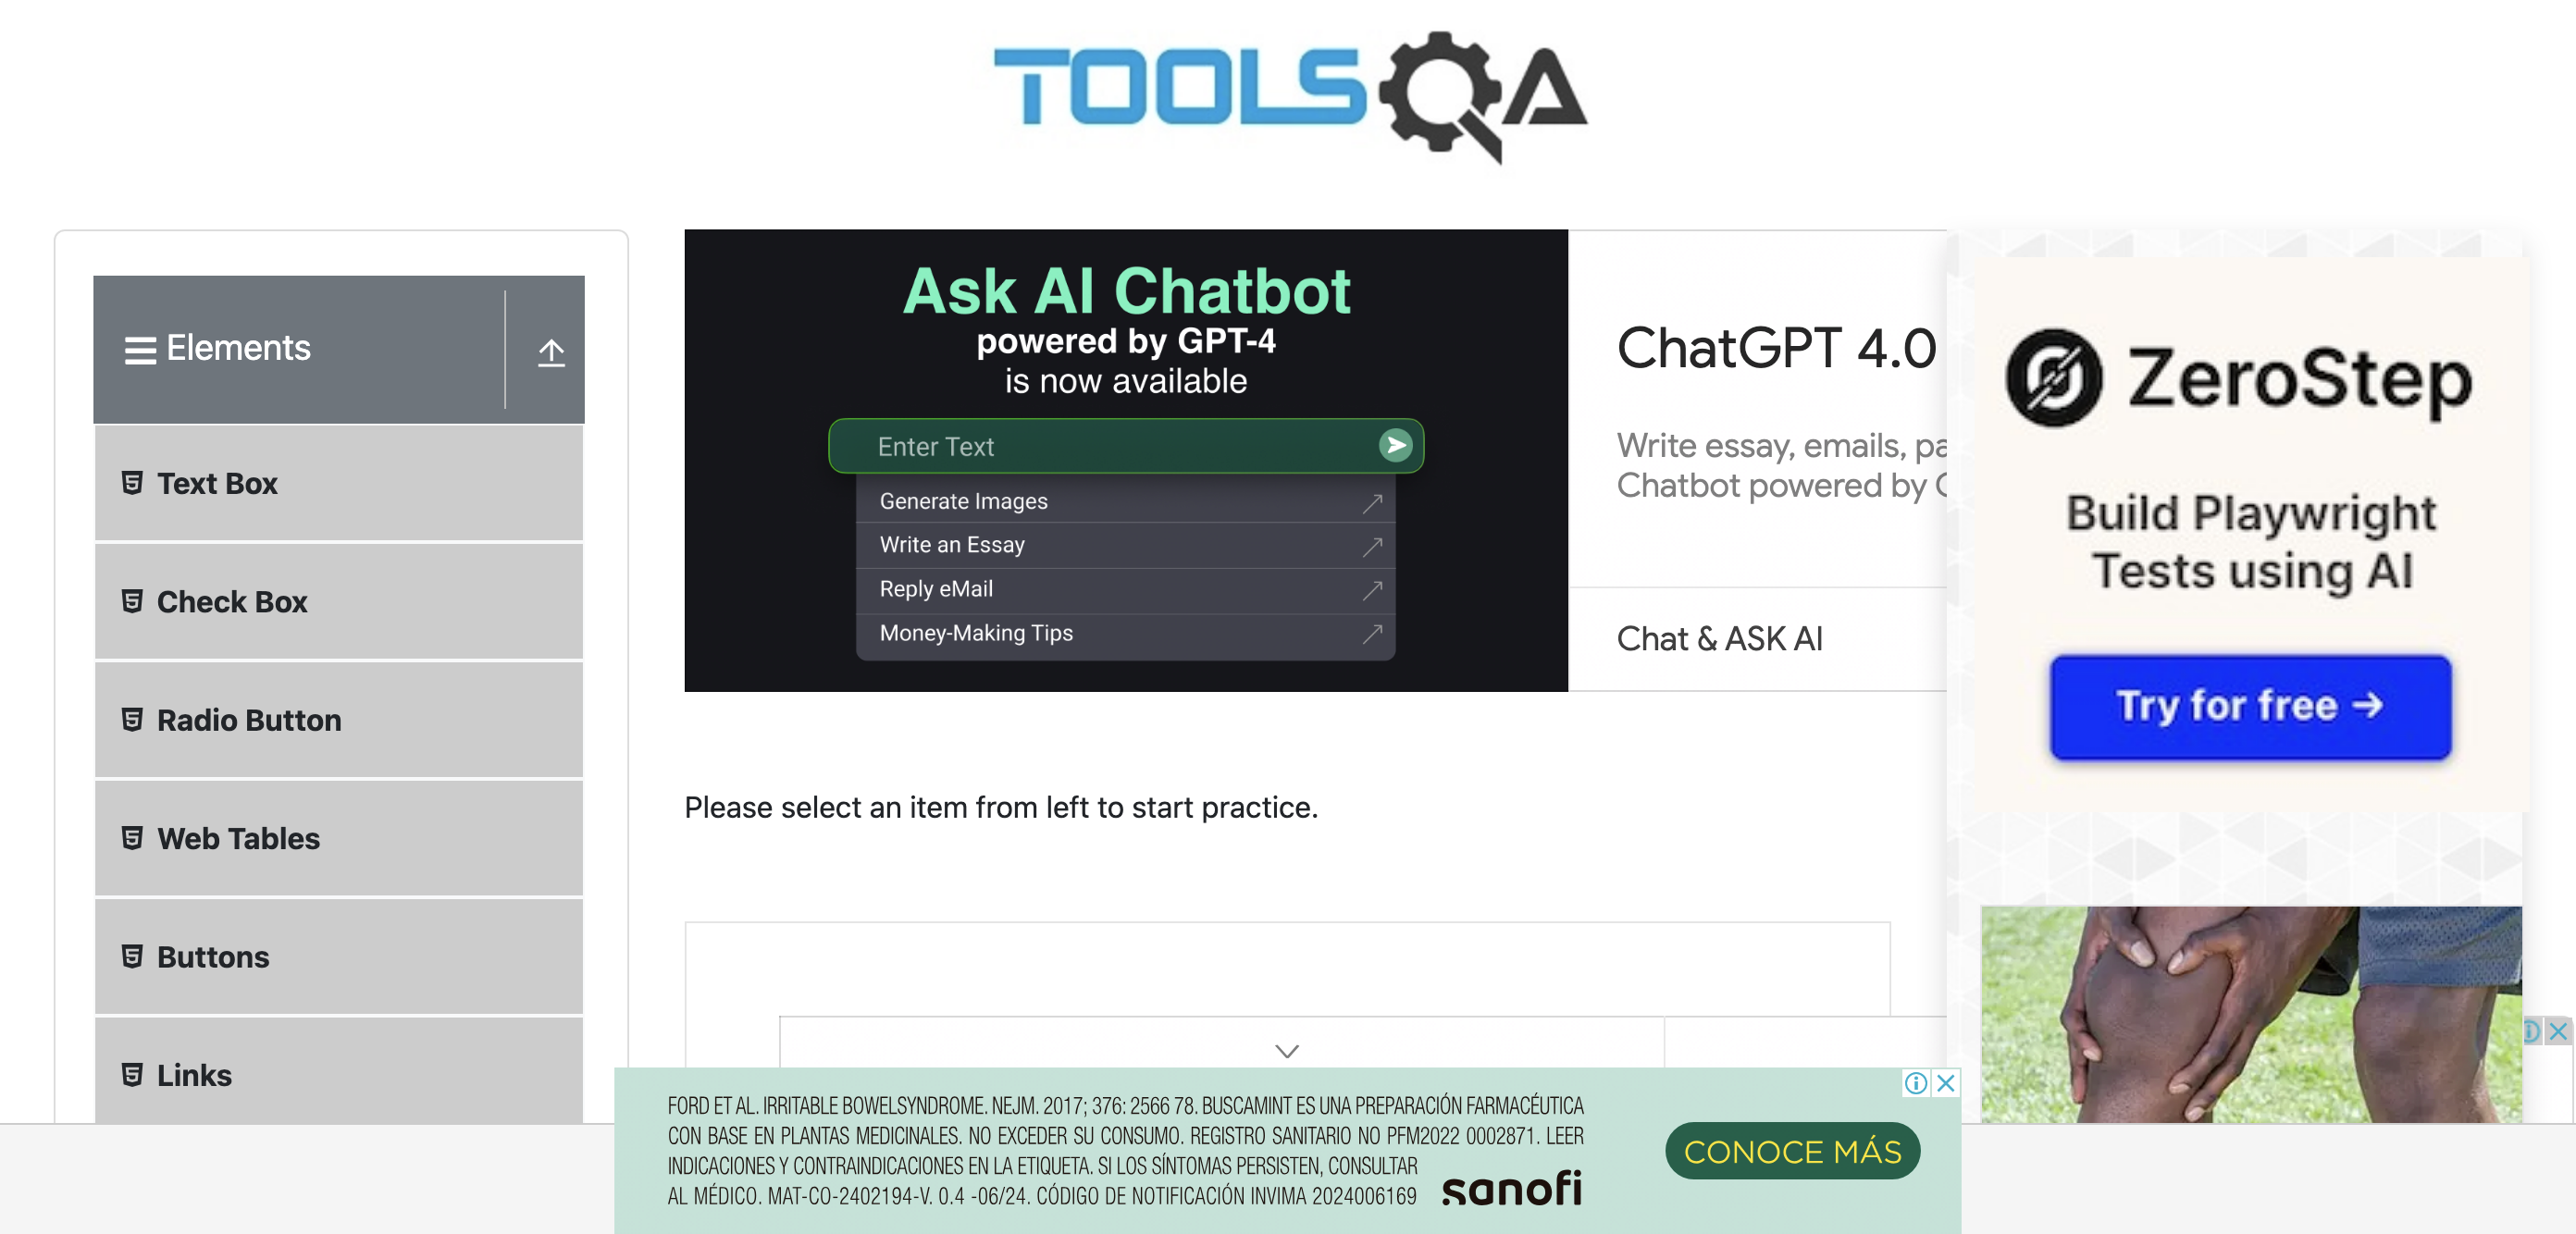 TOOLSQA
Elements
Text Box
Check Box
Radio Button
Web Tables
Buttons
Links
Ask AI Chatbot
powered by GPT-4
is now available
Enter Text
Generate Images
Write an Essay
Reply eMail
Money-Making Tips
ChatGPT 4.0
Write essay, emails, pa
Chatbot powered by
Chat & ASK AI
ZeroStep
Build Playwright
Tests using AI
Try for free →
Please select an item from left to start practice.
FORD ET AL. IRRITABLE BOWELSYNDROME. NEJM. 2017; 376: 2566 78. BUSCAMINT ES UNA PREPARACIÓN FARMACÉUTICA
CON BASE EN PLANTAS MEDICINALES. NO EXCEDER SU CONSUMO. REGISTRO SANITARIO NO PFM2022 0002871. LEER
INDICACIONES Y CONTRAINDICACIONES EN LA ETIQUETA. SI LOS SÍNTOMAS PERSISTEN, CONSULTAR
AL MÉDICO. MAT-CO-2402194-V. 0.4 -06/24. CÓDIGO DE NOTIFICACIÓN INVIMA 2024006169
sanofi
CONOCE MÁS